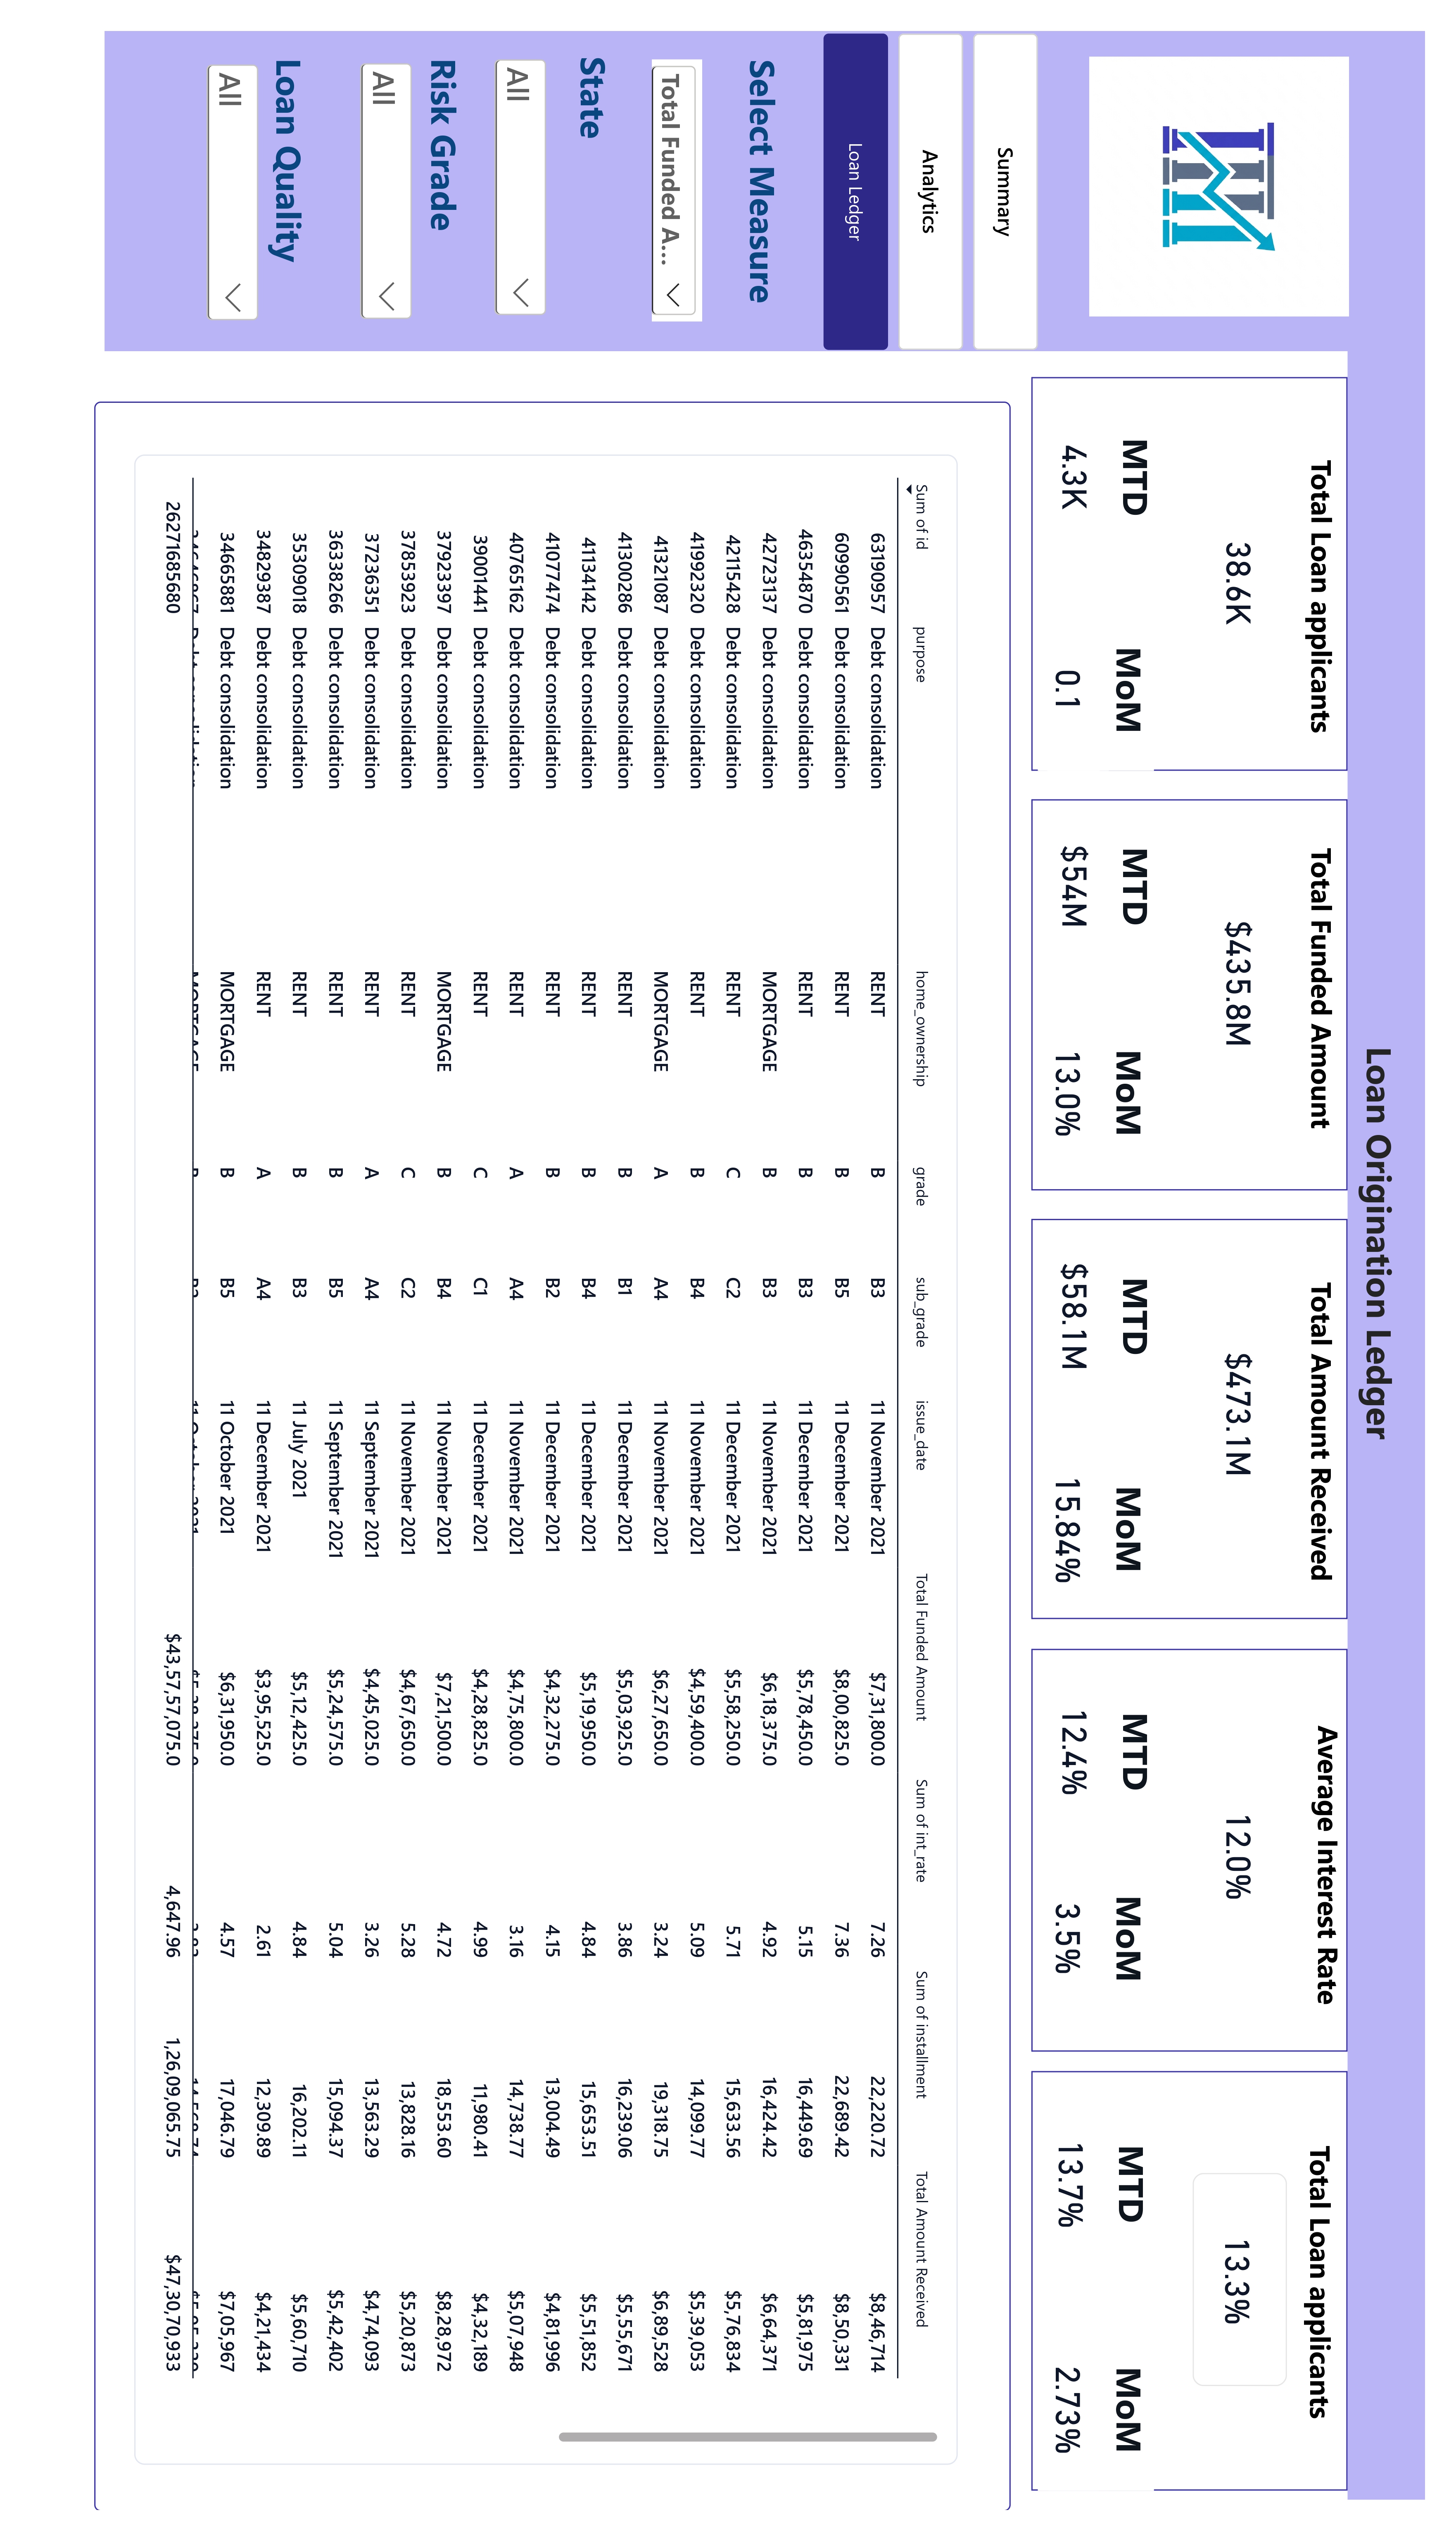 Loan Origination Ledger
Total Loan applicants
38.6K
MTD MoM
4.3K 0.1
Total Funded Amount
$435.8M
MTD MoM
$54M 13.0%
Total Amount Received
$473.1M
MTD MoM
$58.1M 15.84%
Average Interest Rate
12.0%
MTD MoM
12.4% 3.5%
Total Loan applicants
13.3%
MTD MoM
13.7% 2.73%
Summary
Analytics
Loan Ledger
Select Measure
Total Funded A...
State
All
Risk Grade
All
Loan Quality
All
Sum of id purpose home_ownership grade sub_grade issue_date Total Funded Amount Sum of int_rate Sum of installment Total Amount Received
63190957 Debt consolidation RENT B B3 11 November 2021 $7,31,800.0 7.26 22,220.72 $8,46,714
60990561 Debt consolidation RENT B B5 11 December 2021 $8,00,825.0 7.36 22,689.42 $8,50,331
46354870 Debt consolidation RENT B B3 11 December 2021 $5,78,450.0 5.15 16,449.69 $5,81,975
42723137 Debt consolidation MORTGAGE B B3 11 November 2021 $6,18,375.0 4.92 16,424.42 $6,64,371
42115428 Debt consolidation RENT C C2 11 December 2021 $5,58,250.0 5.71 15,633.56 $5,76,834
41992320 Debt consolidation RENT B B4 11 November 2021 $4,59,400.0 5.09 14,099.77 $5,39,053
41321087 Debt consolidation MORTGAGE A A4 11 November 2021 $6,27,650.0 3.24 19,318.75 $6,89,528
41300286 Debt consolidation RENT B B1 11 December 2021 $5,03,925.0 3.86 16,239.06 $5,55,671
41134142 Debt consolidation RENT B B4 11 December 2021 $5,19,950.0 4.84 15,653.51 $5,51,852
41077474 Debt consolidation RENT B B2 11 December 2021 $4,32,275.0 4.15 13,004.49 $4,81,996
40765162 Debt consolidation RENT A A4 11 November 2021 $4,75,800.0 3.16 14,738.77 $5,07,948
39001441 Debt consolidation RENT C C1 11 December 2021 $4,28,825.0 4.99 11,980.41 $4,32,189
37923397 Debt consolidation MORTGAGE B B4 11 November 2021 $7,21,500.0 4.72 18,553.60 $8,28,972
37853923 Debt consolidation RENT C C2 11 November 2021 $4,67,650.0 5.28 13,828.16 $5,20,873
37236351 Debt consolidation RENT A A4 11 September 2021 $4,45,025.0 3.26 13,563.29 $4,74,093
36338266 Debt consolidation RENT B B5 11 September 2021 $5,24,575.0 5.04 15,094.37 $5,42,402
35309018 Debt consolidation RENT B B3 11 July 2021 $5,12,425.0 4.84 16,202.11 $5,60,710
34829387 Debt consolidation RENT A A4 11 December 2021 $3,95,525.0 2.61 12,309.89 $4,21,434
34665881 Debt consolidation MORTGAGE B B5 11 October 2021 $6,31,950.0 4.57 17,046.79 $7,05,967
Debt consolidation MORTGAGE 11 October 2021
26271685680 $43,57,57,075.0 4,647.96 1,26,09,065.75 $47,30,70,933